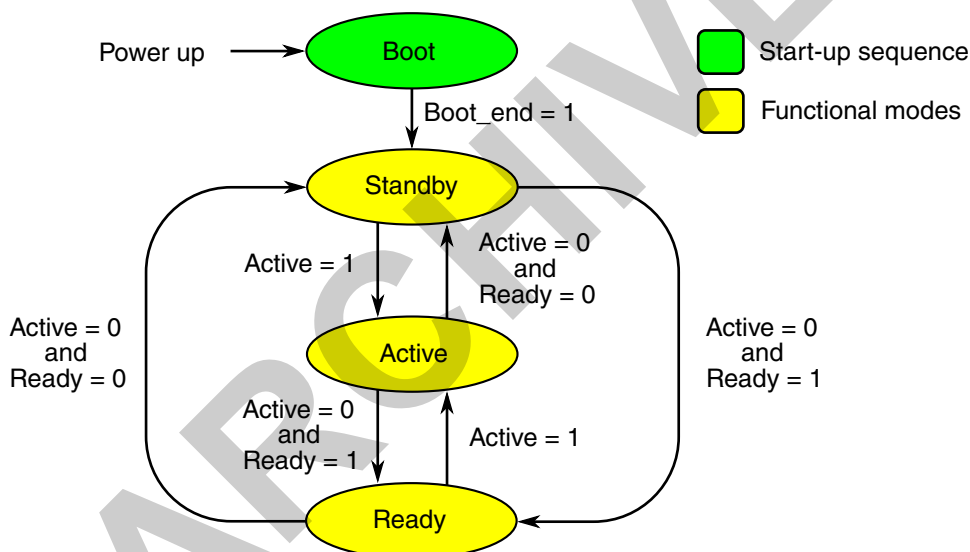 Power up
Boot
Start-up sequence
Boot_end = 1
Functional modes
Standby
Active = 1
Active = 0
and
Ready = 0
Active = 0
and
Ready = 0
Active
Active = 0
and
Ready = 1
Active = 0
and
Ready = 1
Active = 1
Ready
ARCHIVE